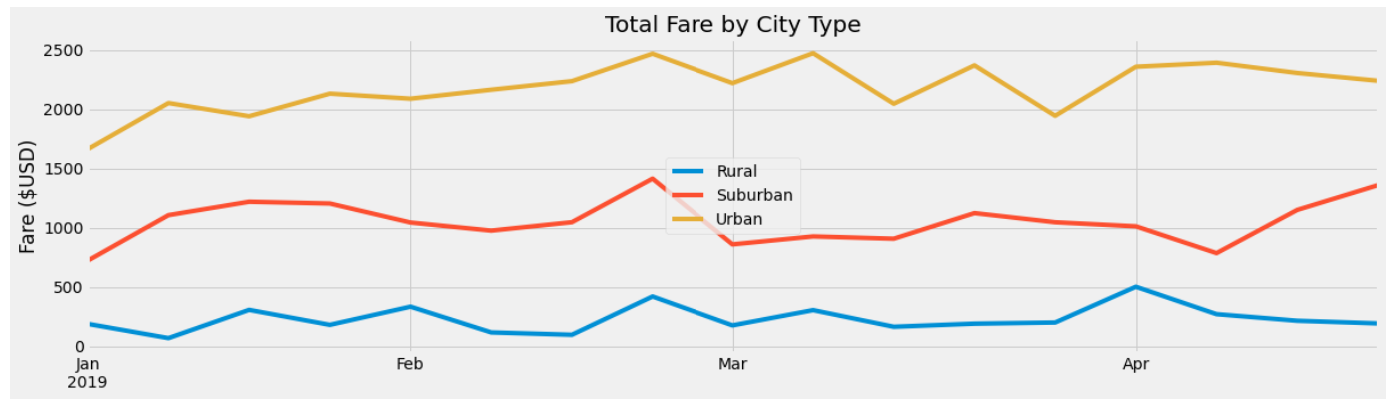 Total Fare by City Type
Fare ($USD)
2500
2000
1500
1000
500
0
Rural
Suburban
Urban
Jan Feb Mar Apr
2019